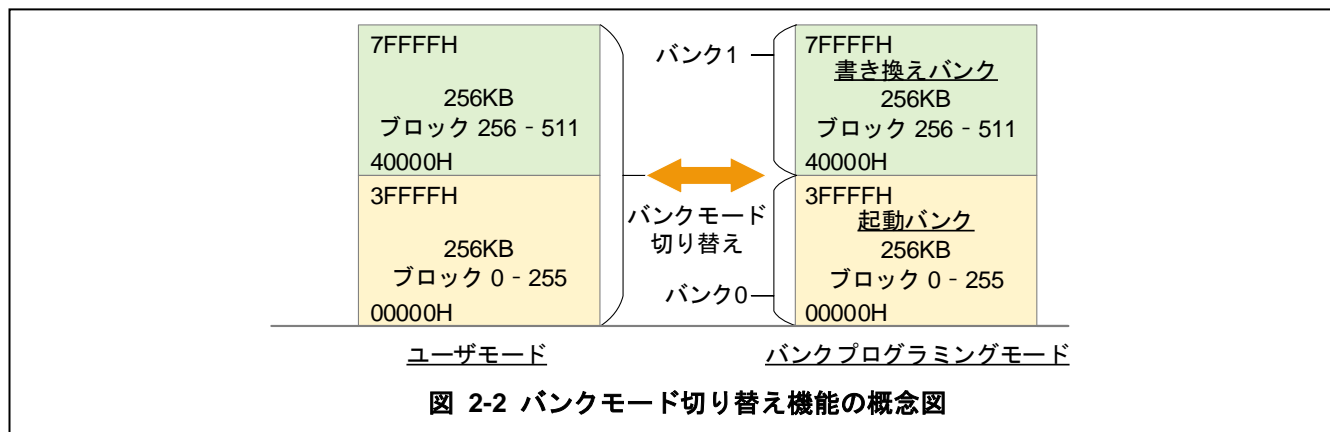 7FFFFH
256KB
ブロック 256‐511
40000H
3FFFFH
256KB
ブロック 0‐255
00000H
ユーザモード
バンク1
バンクモード
切り替え
バンク0
7FFFFH
書き換えバンク
256KB
ブロック 256‐511
40000H
3FFFFH
起動バンク
256KB
ブロック 0‐255
00000H
バンクプログラミングモード
図 2-2 バンクモード切り替え機能の概念図